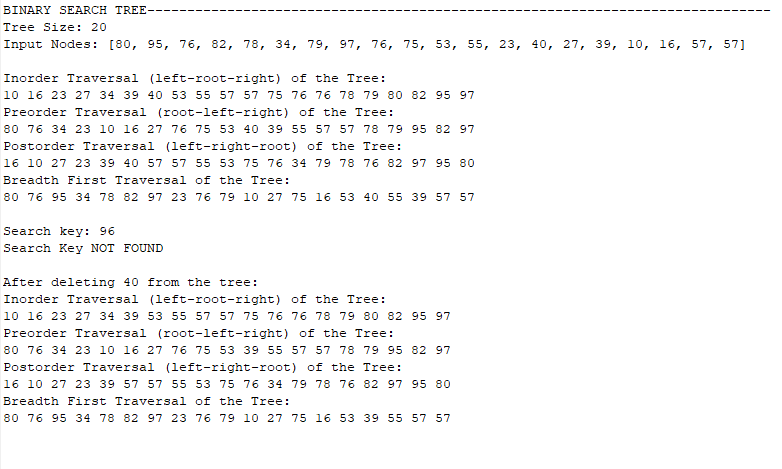 BINARY SEARCH TREE------------------------------------------------------------------------------
Tree Size: 20
Input Nodes: [80, 95, 76, 82, 78, 34, 79, 97, 76, 75, 53, 55, 23, 40, 27, 39, 10, 16, 57, 57]
Inorder Traversal (left-root-right) of the Tree:
10 16 23 27 34 39 40 53 55 57 57 75 76 76 78 79 80 82 95 97
Preorder Traversal (root-left-right) of the Tree:
80 76 34 23 10 16 27 76 75 53 40 39 55 57 57 78 79 95 82 97
Postorder Traversal (left-right-root) of the Tree:
16 10 27 23 39 40 57 57 55 53 75 76 34 79 78 76 82 97 95 80
Breadth First Traversal of the Tree:
80 76 95 34 78 82 97 23 76 79 10 27 75 16 53 40 55 39 57 57
Search key: 96
Search Key NOT FOUND
After deleting 40 from the tree:
Inorder Traversal (left-root-right) of the Tree:
10 16 23 27 34 39 53 55 57 57 75 76 76 78 79 80 82 95 97
Preorder Traversal (root-left-right) of the Tree:
80 76 34 23 10 16 27 76 75 53 39 55 57 57 78 79 95 82 97
Postorder Traversal (left-right-root) of the Tree:
16 10 27 23 39 57 57 55 53 75 76 34 79 78 76 82 97 95 80
Breadth First Traversal of the Tree:
80 76 95 34 78 82 97 23 76 79 10 27 75 16 53 39 55 57 57